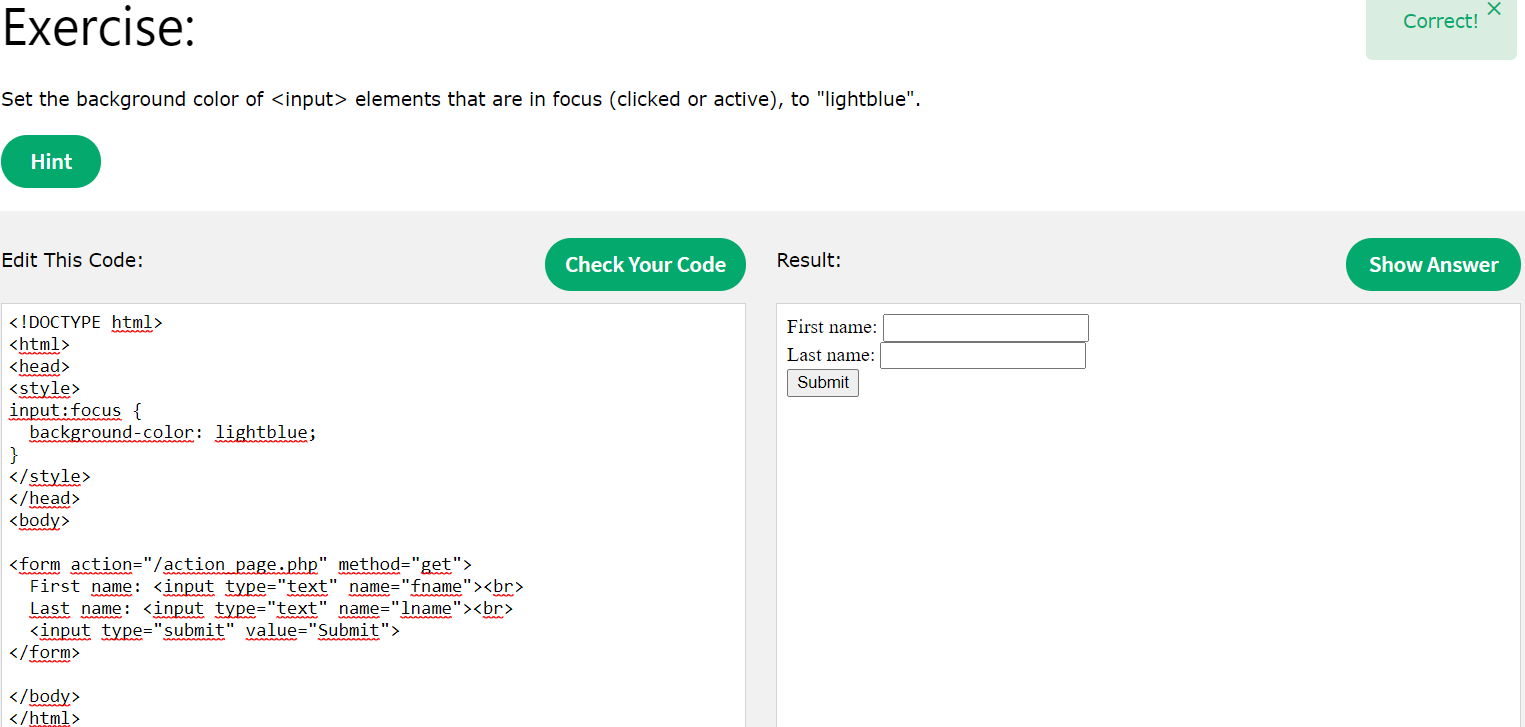 Exercise:
Correct! ×
Set the background color of <input> elements that are in focus (clicked or active), to "lightblue".
Hint
Edit This Code:
Check Your Code
<!DOCTYPE html>
<html>
<head>
<style>
input:focus {
  background-color: lightblue;
}
</style>
</head>
<body>

<form action="/action_page.php" method="get">
  First name: <input type="text" name="fname"><br>
  Last name: <input type="text" name="lname"><br>
  <input type="submit" value="Submit">
</form>

</body>
</html>
Result:
Show Answer
First name:
Last name:
Submit